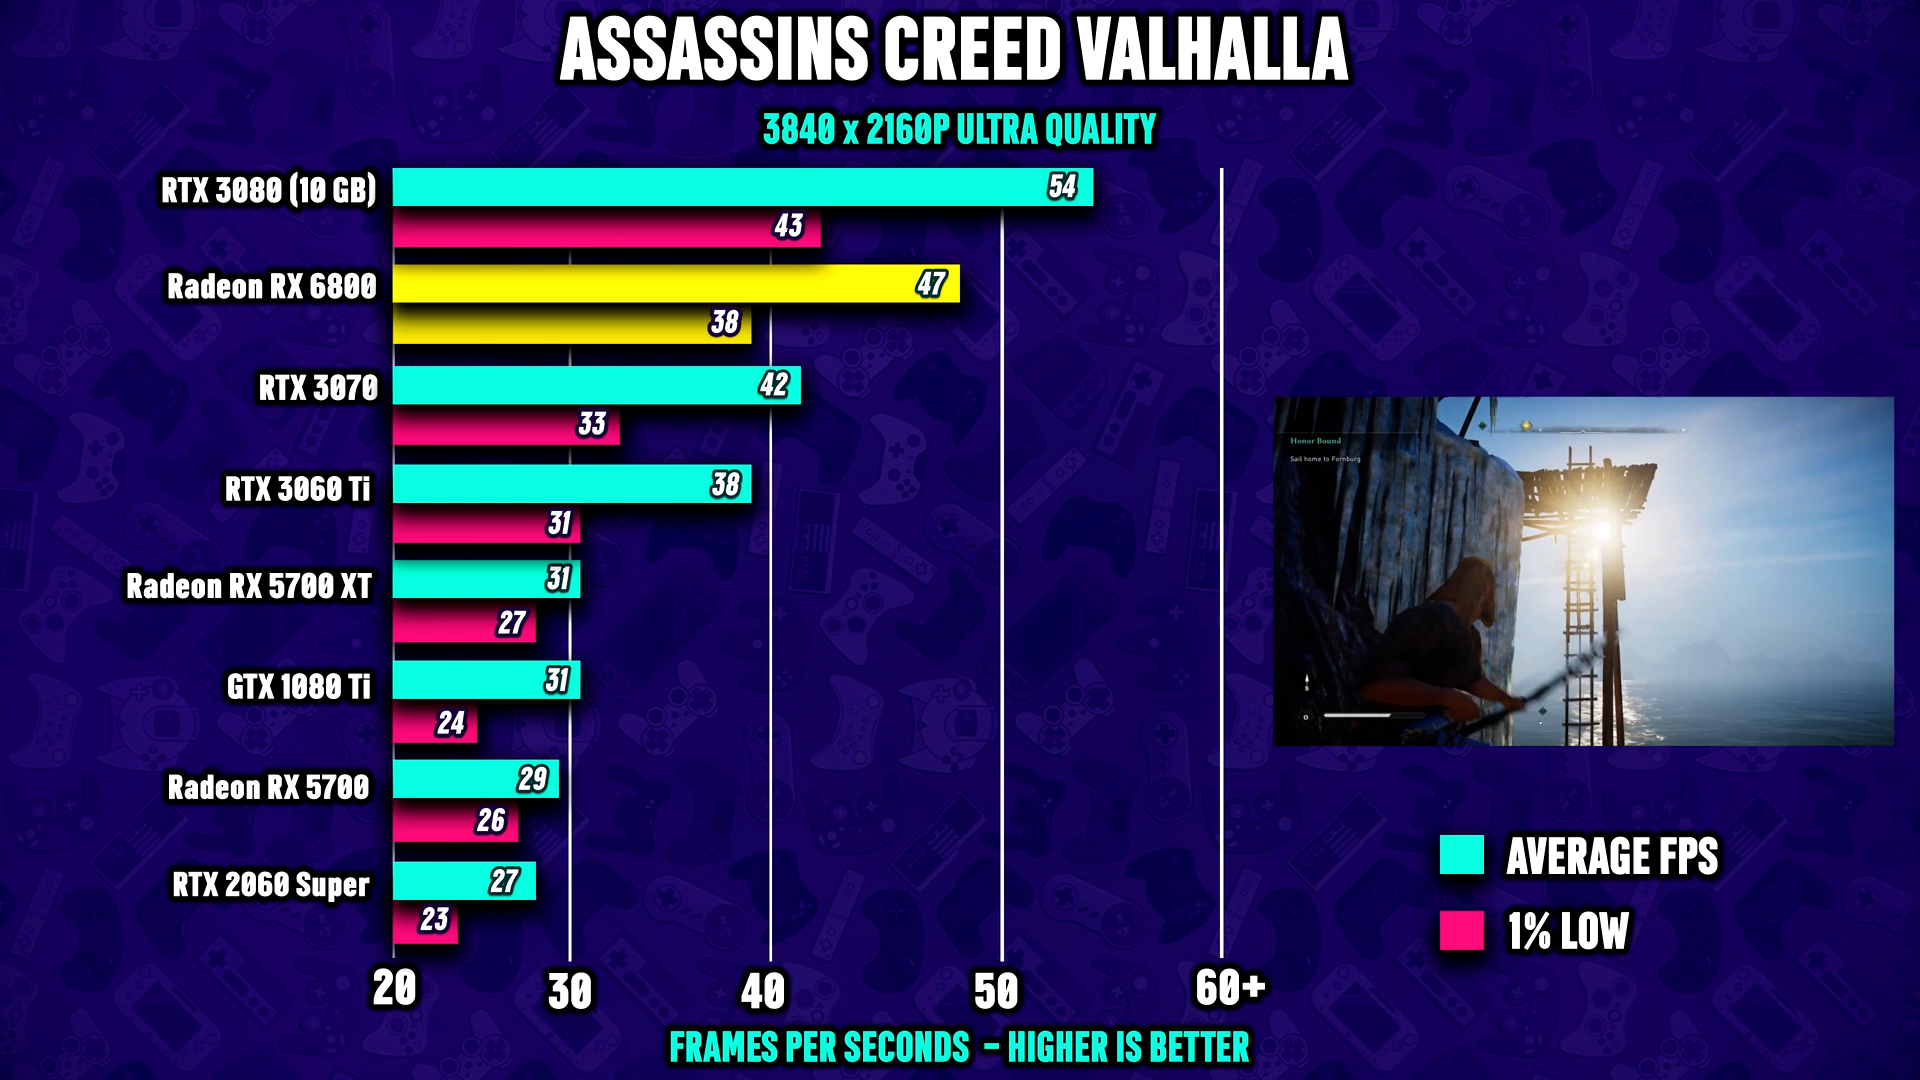 ASSASSINS CREED VALHALLA
3840 x 2160P ULTRA QUALITY
RTX 3080 (10 GB)
54
43
Radeon RX 6800
47
38
RTX 3070
42
33
RTX 3060 Ti
38
31
Radeon RX 5700 XT
31
27
GTX 1080 Ti
31
24
Radeon RX 5700
29
26
RTX 2060 Super
27
23
20 30 40 50 60+
FRAMES PER SECONDS – HIGHER IS BETTER
Honor Bound
Sail home to Fornburg
8
AVERAGE FPS
1% LOW